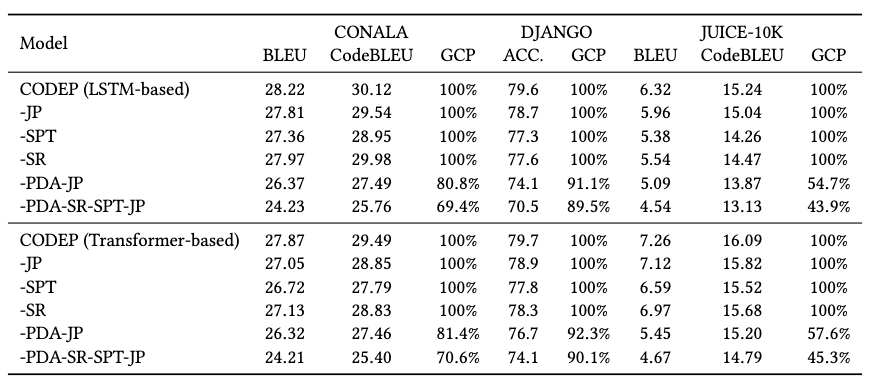 Model CONALA DJANGO JUICE-10K
BLEU CodeBLEU GCP ACC. GCP BLEU CodeBLEU GCP
CODEP (LSTM-based) 28.22 30.12 100% 79.6 100% 6.32 15.24 100%
-JP 27.81 29.54 100% 78.7 100% 5.96 15.04 100%
-SPT 27.36 28.95 100% 77.3 100% 5.38 14.26 100%
-SR 27.97 29.98 100% 77.6 100% 5.54 14.47 100%
-PDA-JP 26.37 27.49 80.8% 74.1 91.1% 5.09 13.87 54.7%
-PDA-SR-SPT-JP 24.23 25.76 69.4% 70.5 89.5% 4.54 13.13 43.9%
CODEP (Transformer-based) 27.87 29.49 100% 79.7 100% 7.26 16.09 100%
-JP 27.05 28.85 100% 78.9 100% 7.12 15.82 100%
-SPT 26.72 27.79 100% 77.8 100% 6.59 15.52 100%
-SR 27.13 28.83 100% 78.3 100% 6.97 15.68 100%
-PDA-JP 26.32 27.46 81.4% 76.7 92.3% 5.45 15.20 57.6%
-PDA-SR-SPT-JP 24.21 25.40 70.6% 74.1 90.1% 4.67 14.79 45.3%